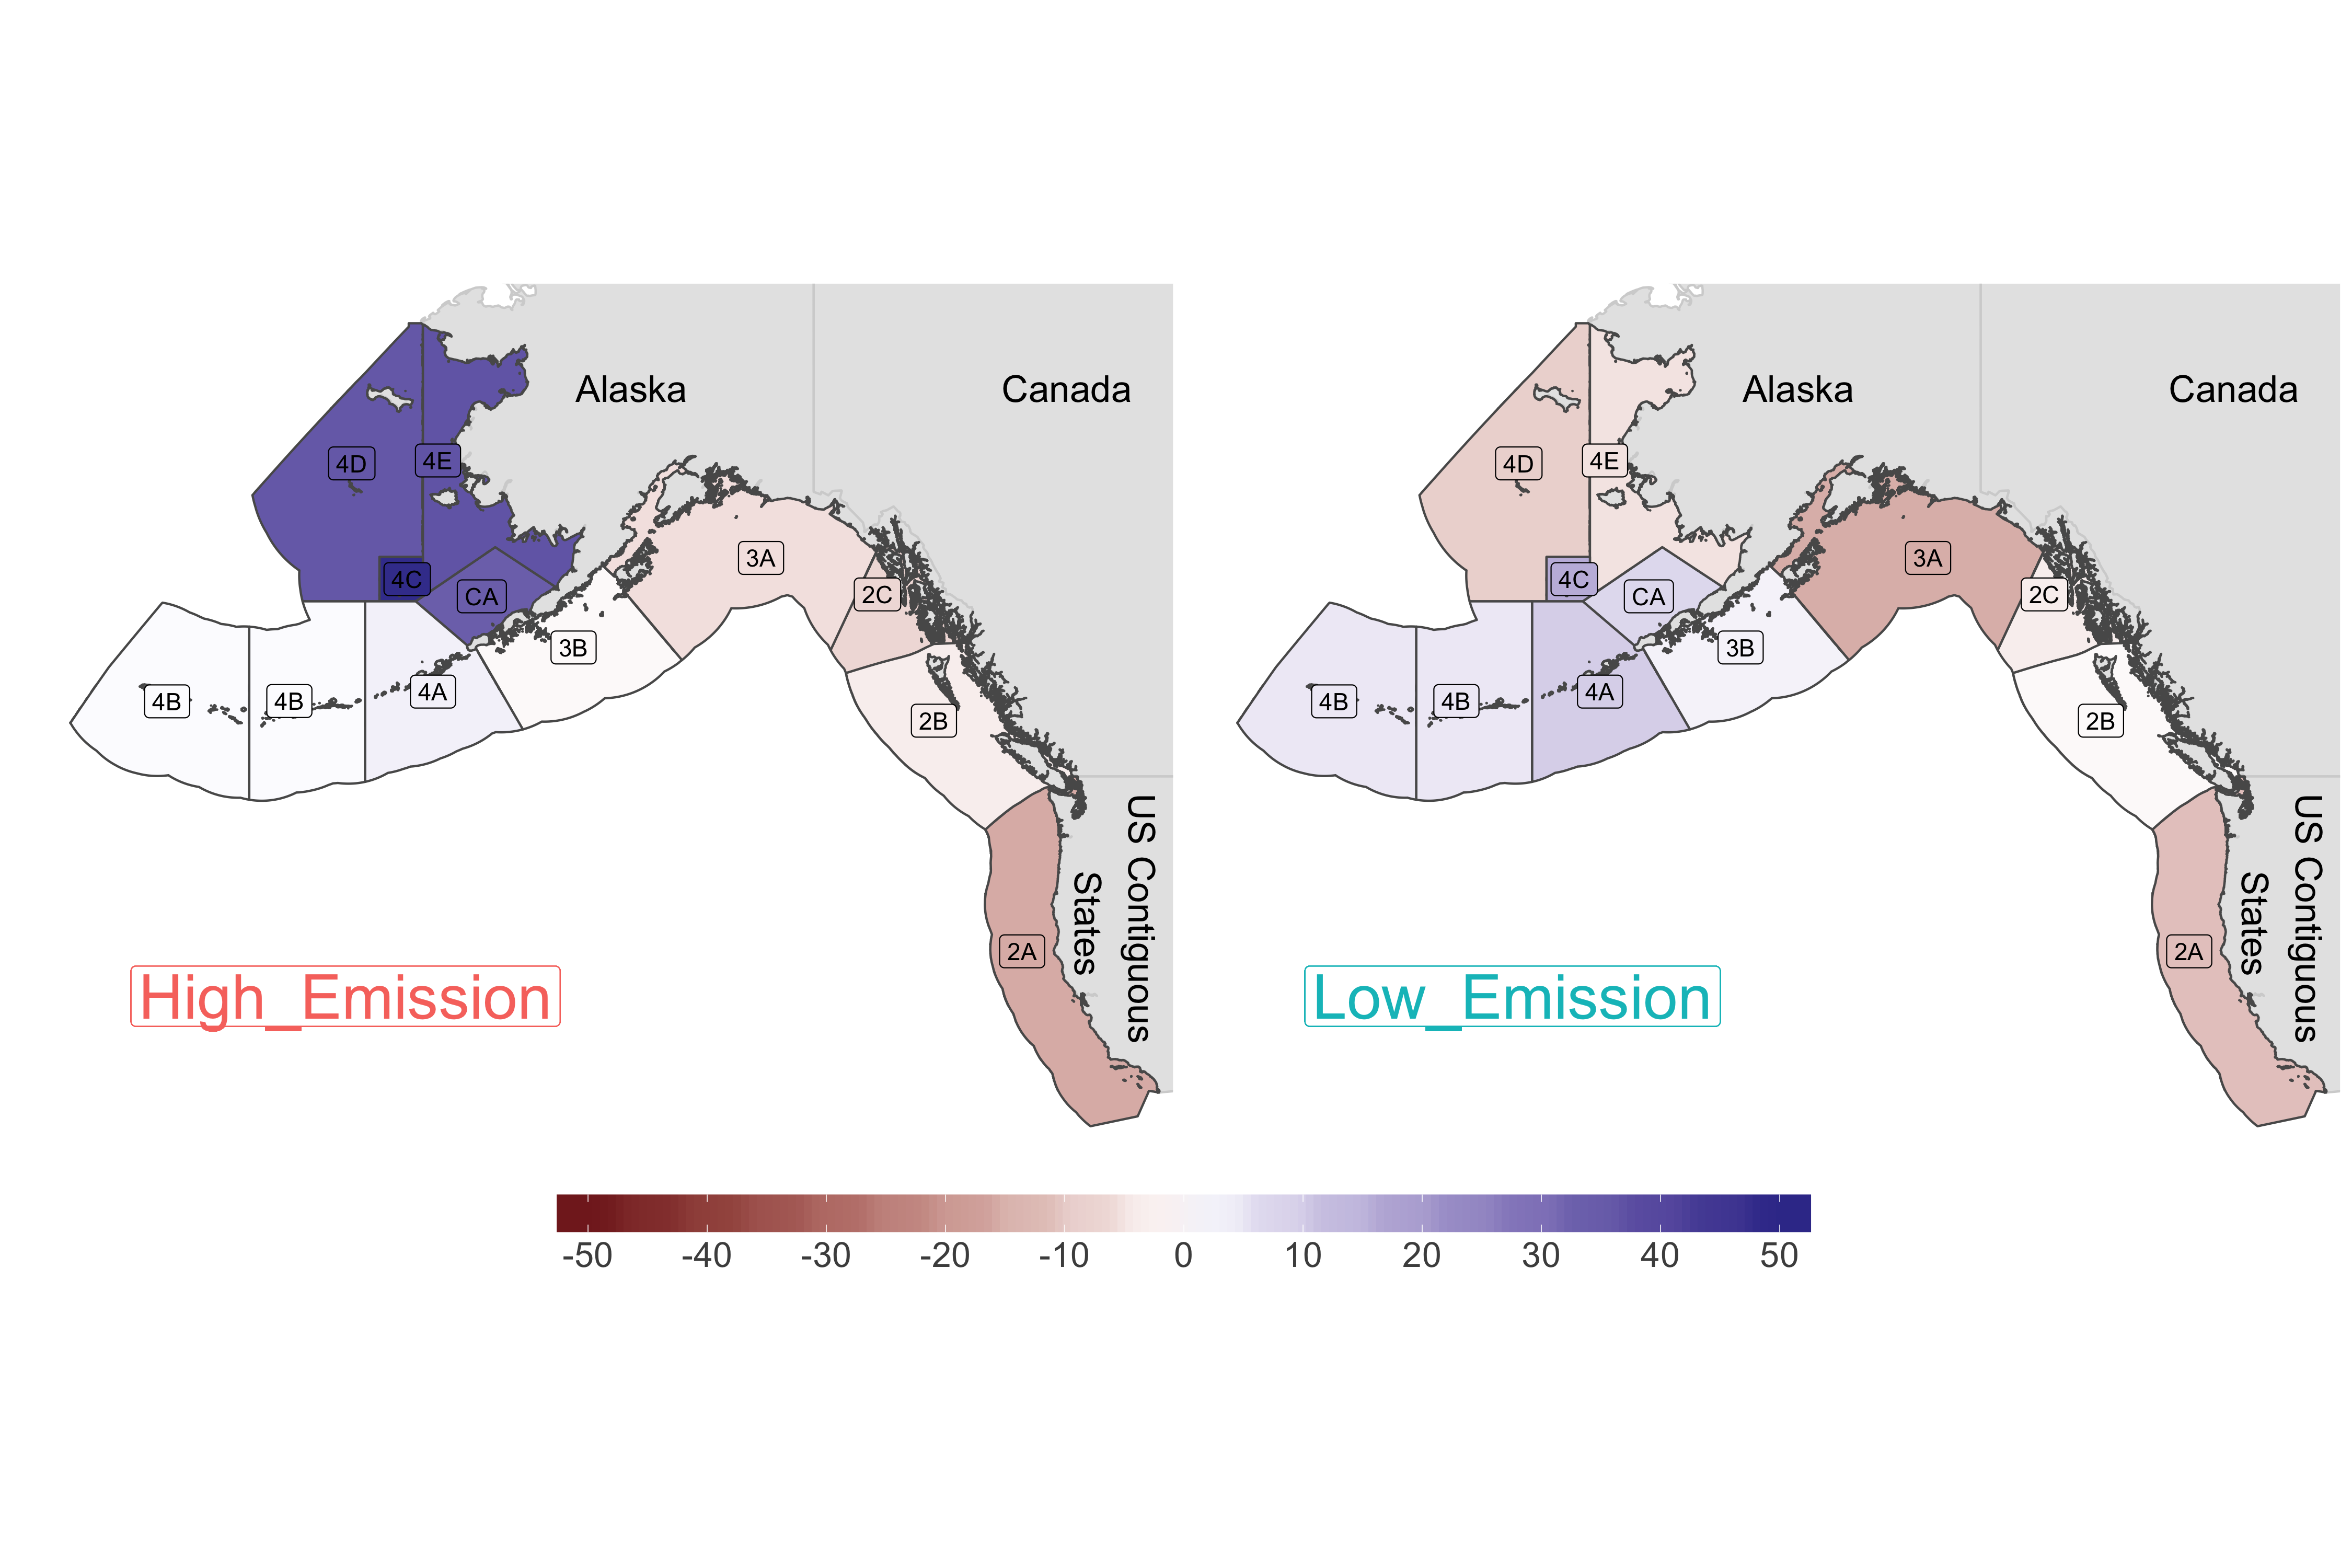 Alaska
Canada
4D
4E
4C
CA
3A
2C
3B
4B
4B
4A
2B
2A
US Contiguous
States
High_Emission
Alaska
Canada
4D
4E
4C
CA
3A
2C
3B
4B
4B
4A
2B
2A
US Contiguous
States
Low_Emission
-50 -40 -30 -20 -10 0 10 20 30 40 50